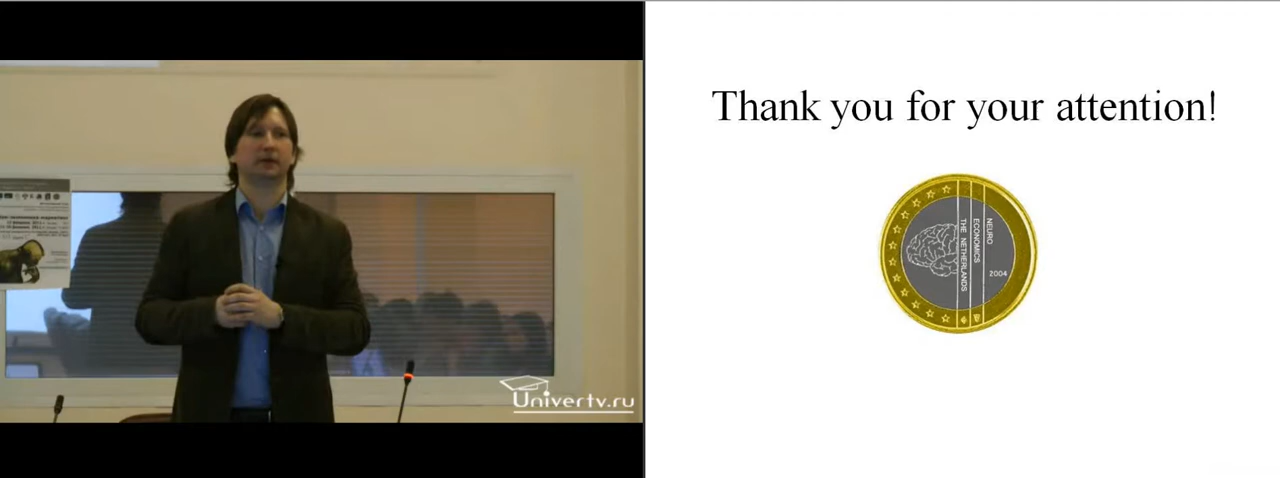 Univertv.ru
Thank you for your attention!
NEURO
ECONOMICS
THE NETHERLANDS
2004